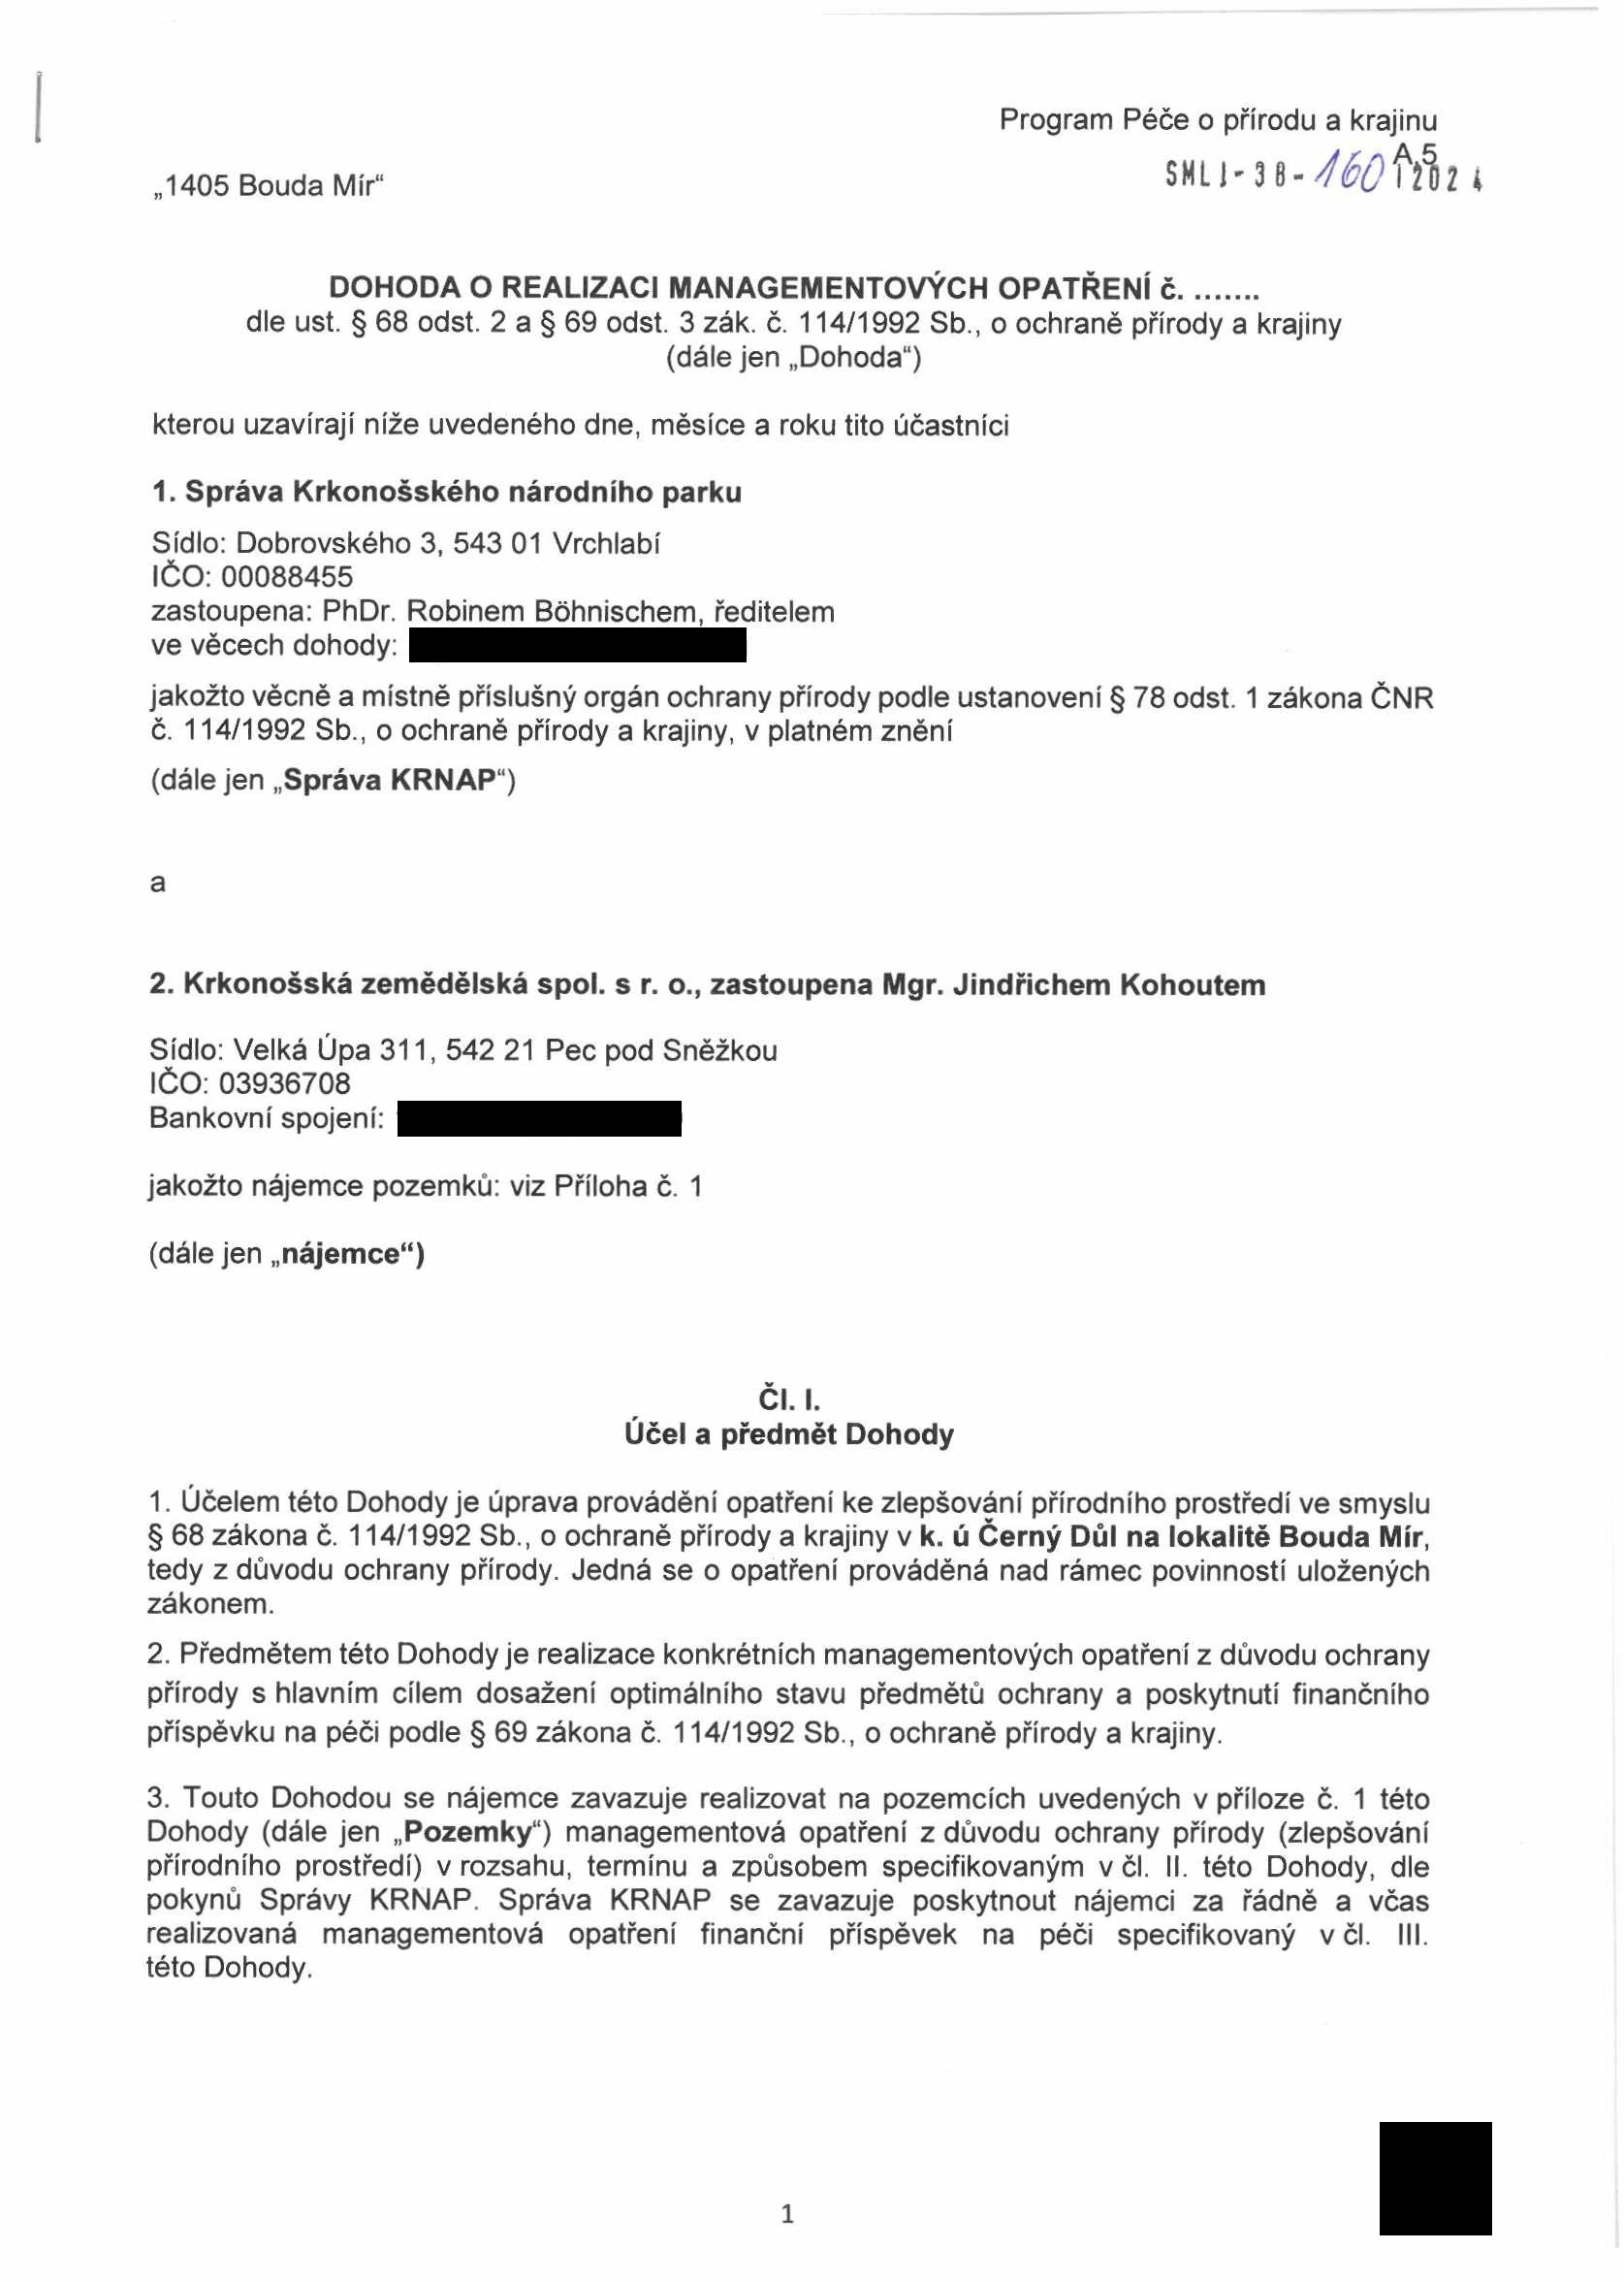 Program Péče o přírodu a krajinu
A.5
SML J-38-160 1202 4
„1405 Bouda Mír“
DOHODA O REALIZACI MANAGEMENTOVÝCH OPATŘENÍ č. .......
dle ust. § 68 odst. 2 a § 69 odst. 3 zák. č. 114/1992 Sb., o ochraně přírody a krajiny
(dále jen „Dohoda“)
kterou uzavírají níže uvedeného dne, měsíce a roku tito účastníci
1. Správa Krkonošského národního parku
Sídlo: Dobrovského 3, 543 01 Vrchlabí
IČO: 00088455
zastoupena: PhDr. Robinem Böhnischem, ředitelem
ve věcech dohody:
jakožto věcně a místně příslušný orgán ochrany přírody podle ustanovení § 78 odst. 1 zákona ČNR
č. 114/1992 Sb., o ochraně přírody a krajiny, v platném znění
(dále jen „Správa KRNAP“)
a
2. Krkonošská zemědělská spol. s r. o., zastoupena Mgr. Jindřichem Kohoutem
Sídlo: Velká Úpa 311, 542 21 Pec pod Sněžkou
IČO: 03936708
Bankovní spojení:
jakožto nájemce pozemků: viz Příloha č. 1
(dále jen „nájemce“)
Čl. I.
Účel a předmět Dohody
1. Účelem této Dohody je úprava provádění opatření ke zlepšování přírodního prostředí ve smyslu
§ 68 zákona č. 114/1992 Sb., o ochraně přírody a krajiny v k. ú Černý Důl na lokalitě Bouda Mír,
tedy z důvodu ochrany přírody. Jedná se o opatření prováděná nad rámec povinností uložených
zákonem.
2. Předmětem této Dohody je realizace konkrétních managementových opatření z důvodu ochrany
přírody s hlavním cílem dosažení optimálního stavu předmětů ochrany a poskytnutí finančního
příspěvku na péči podle § 69 zákona č. 114/1992 Sb., o ochraně přírody a krajiny.
3. Touto Dohodou se nájemce zavazuje realizovat na pozemcích uvedených v příloze č. 1 této
Dohody (dále jen „Pozemky“) managementová opatření z důvodu ochrany přírody (zlepšování
přírodního prostředí) v rozsahu, termínu a způsobem specifikovaným v čl. II. této Dohody, dle
pokynů Správy KRNAP. Správa KRNAP se zavazuje poskytnout nájemci za řádně a včas
realizovaná managementová opatření finanční příspěvek na péči specifikovaný v čl. III.
této Dohody.
1